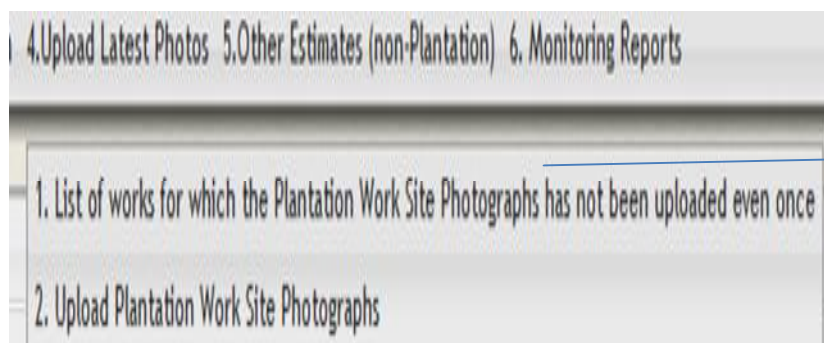 4.Upload Latest Photos 5.Other Estimates (non-Plantation) 6. Monitoring Reports
1. List of works for which the Plantation Work Site Photographs has not been uploaded even once
2. Upload Plantation Work Site Photographs